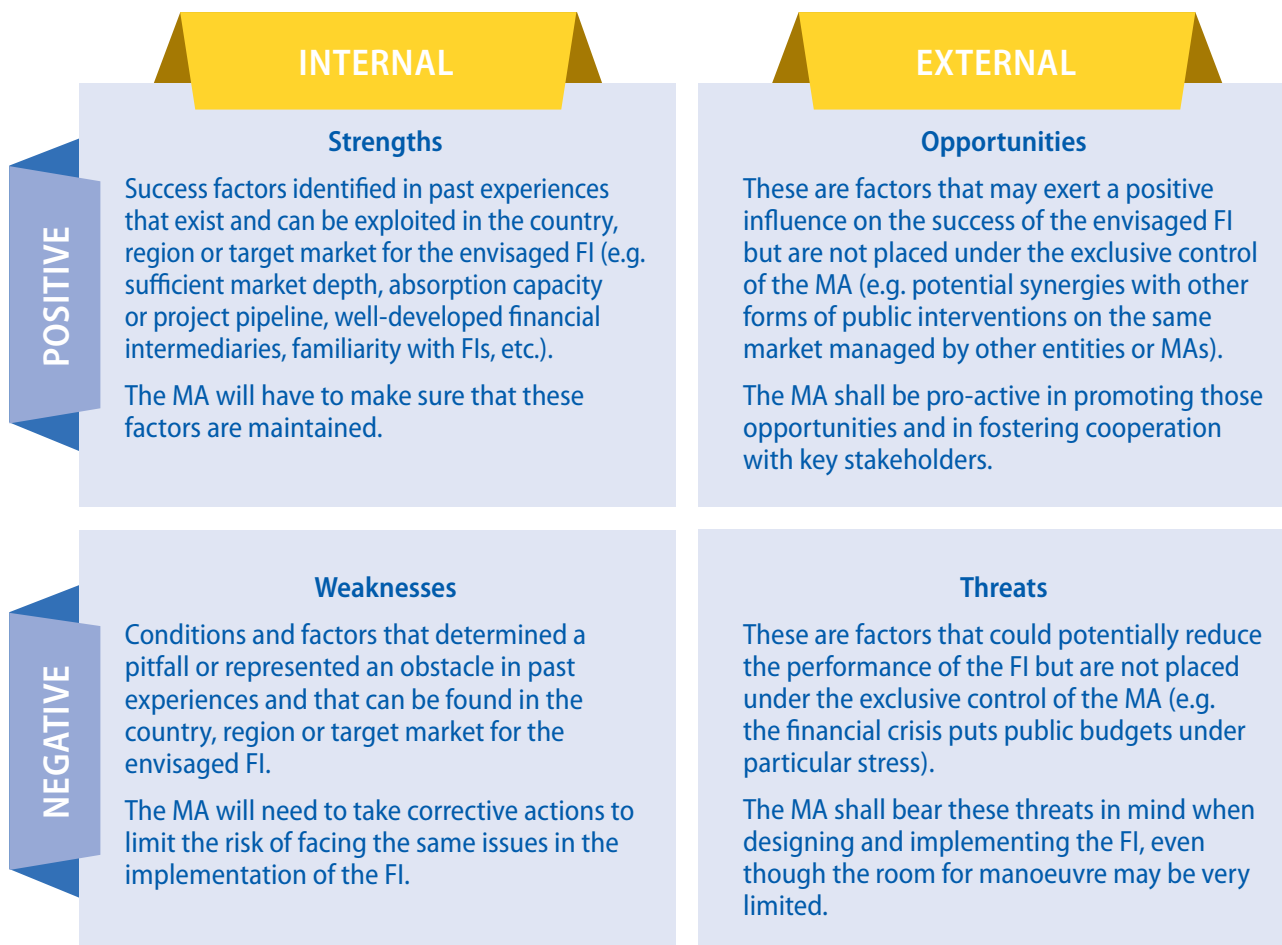 INTERNAL
EXTERNAL
POSITIVE
Strengths
Success factors identified in past experiences
that exist and can be exploited in the country,
region or target market for the envisaged FI (e.g.
sufficient market depth, absorption capacity
or project pipeline, well-developed financial
intermediaries, familiarity with FIs, etc.).
The MA will have to make sure that these
factors are maintained.
Opportunities
These are factors that may exert a positive
influence on the success of the envisaged FI
but are not placed under the exclusive control
of the MA (e.g. potential synergies with other
forms of public interventions on the same
market managed by other entities or MAs).
The MA shall be pro-active in promoting those
opportunities and in fostering cooperation
with key stakeholders.
NEGATIVE
Weaknesses
Conditions and factors that determined a
pitfall or represented an obstacle in past
experiences and that can be found in the
country, region or target market for the
envisaged FI.
The MA will need to take corrective actions to
limit the risk of facing the same issues in the
implementation of the FI.
Threats
These are factors that could potentially reduce
the performance of the FI but are not placed
under the exclusive control of the MA (e.g.
the financial crisis puts public budgets under
particular stress).
The MA shall bear these threats in mind when
designing and implementing the FI, even
though the room for manoeuvre may be very
limited.